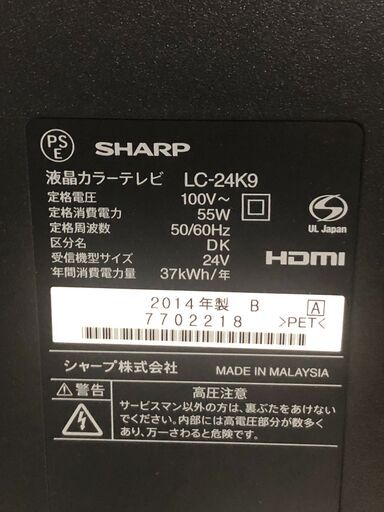 PS
E
SHARP
液晶カラーテレビ LC-24K9
定格電圧 100V～
定格消費電力 55W
定格周波数 50/60Hz
区分名 DK
受信機型サイズ 24V
年間消費電力量 37kWh/年
S
UL Japan
HDMI
2014年製 B
7702218
A
>PET<
シャープ株式会社 MADE IN MALAYSIA
⚠警告
高圧注意
サービスマン以外の方は、裏ぶたをあけない
でください。内部には高電圧部分が数多く
あり、万一さわると危険です。